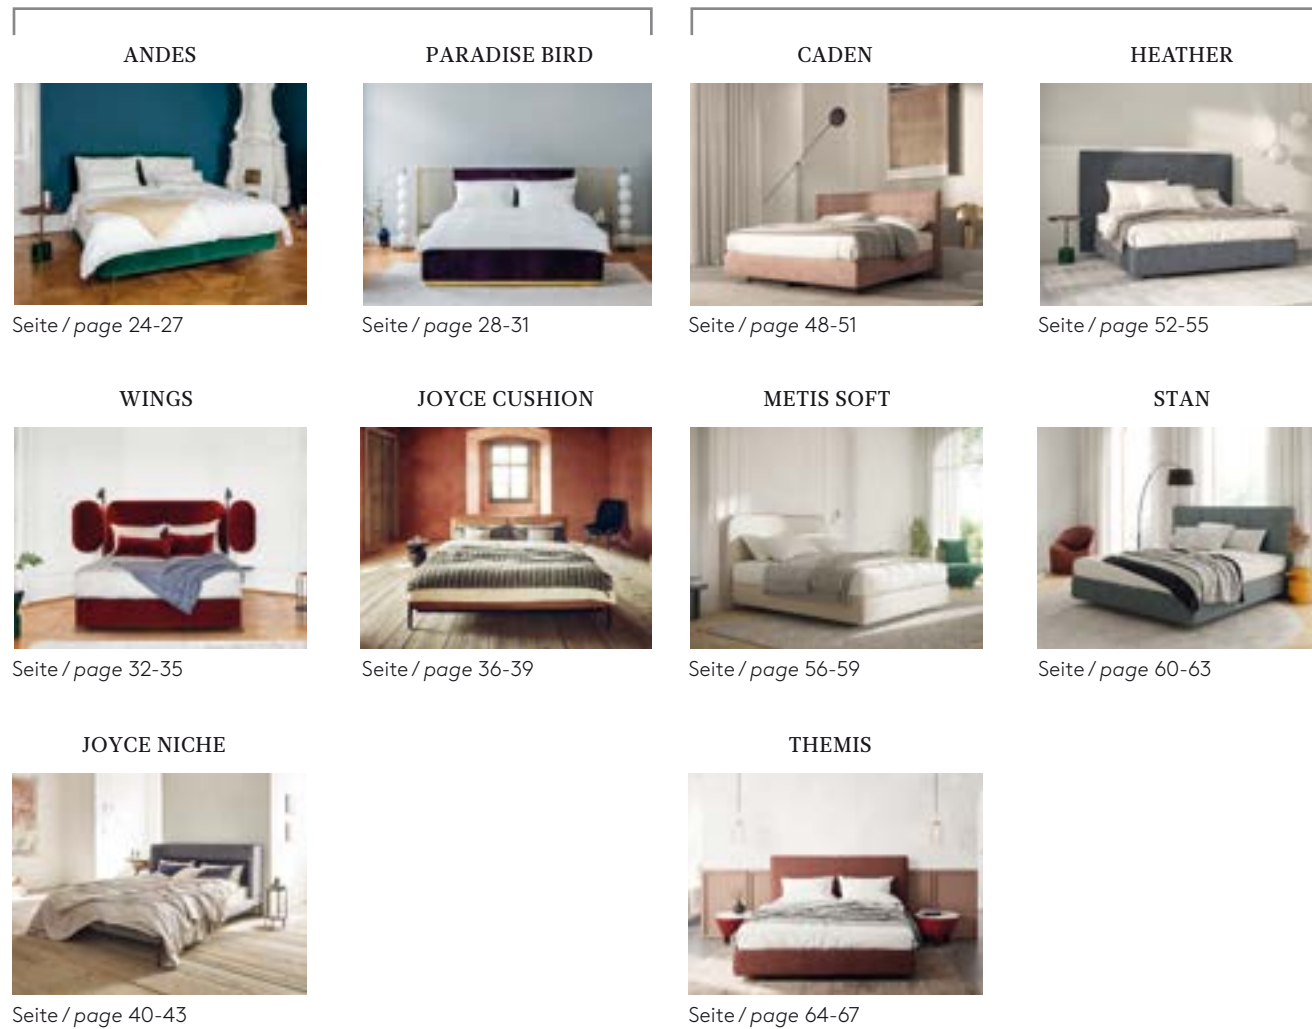 ANDES
PARADISE BIRD
CADEN
HEATHER
Seite / page 24-27
Seite / page 28-31
Seite / page 48-51
Seite / page 52-55
WINGS
JOYCE CUSHION
METIS SOFT
STAN
Seite / page 32-35
Seite / page 36-39
Seite / page 56-59
Seite / page 60-63
JOYCE NICHE
THEMIS
Seite / page 40-43
Seite / page 64-67